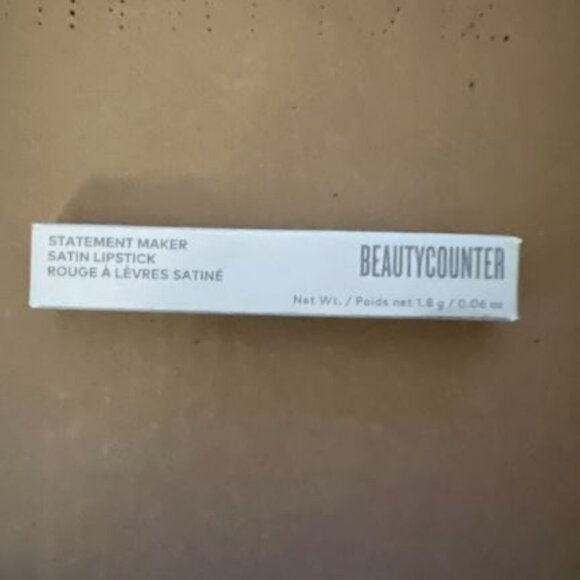 STATEMENT MAKER
SATIN LIPSTICK
ROUGE À LÈVRES SATINÉ
BEAUTYCOUNTER
Net Wt. / Poids net 1.8 g / 0.06 oz